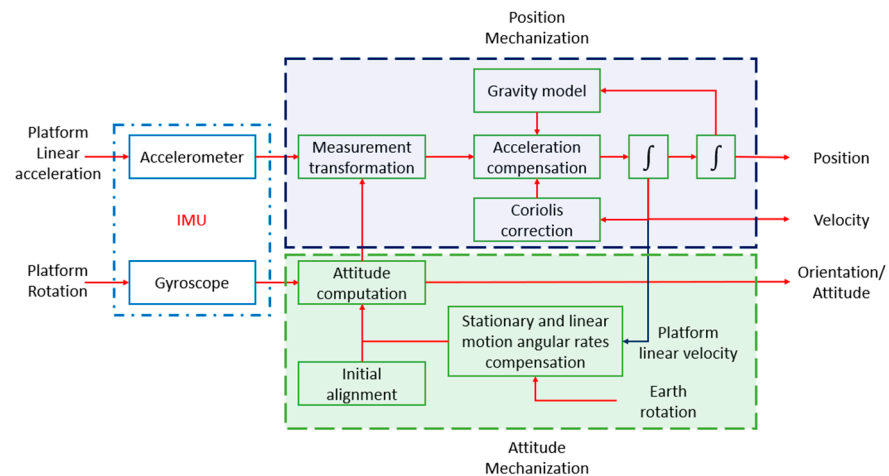 Position
Mechanization
Gravity model
Platform
Linear
acceleration
Accelerometer
Measurement
transformation
Acceleration
compensation
∫
∫
Position
IMU
Coriolis
correction
Velocity
Platform
Rotation
Gyroscope
Attitude
computation
Orientation/
Attitude
Stationary and linear
motion angular rates
compensation
Platform
linear velocity
Initial
alignment
Earth
rotation
Attitude
Mechanization